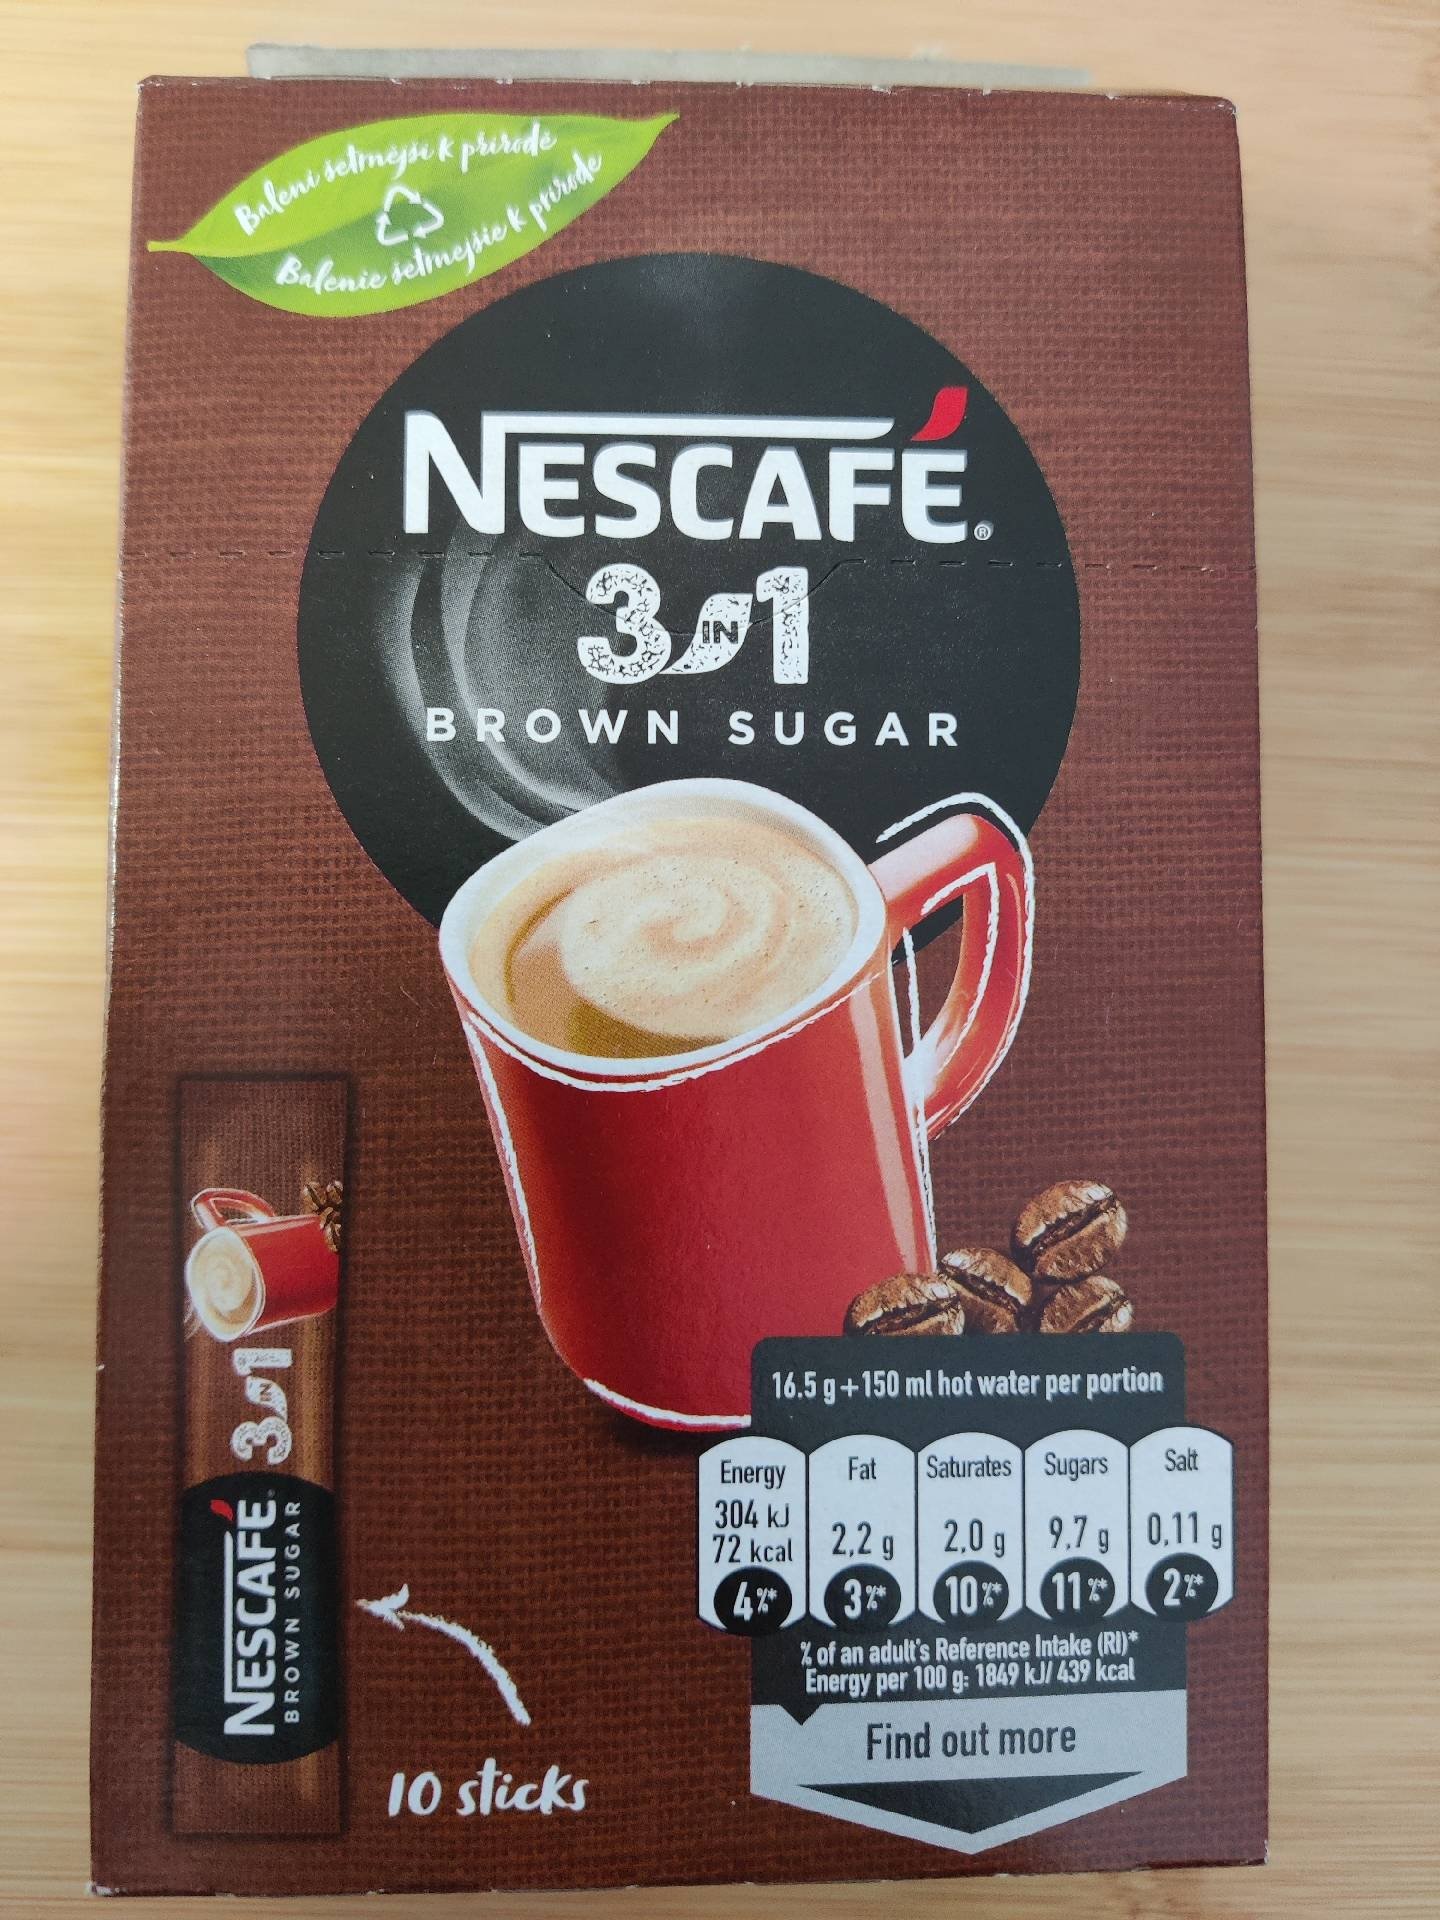 Balení šetrnější k přírodě
Balenie šetrnejšie k prírode
NESCAFÉ®
3 IN 1
BROWN SUGAR
NESCAFÉ®
BROWN SUGAR
3 IN 1
10 sticks
16.5 g + 150 ml hot water per portion
Energy Fat Saturates Sugars Salt
304 kJ
72 kcal 2,2 g 2,0 g 9,7 g 0,11 g
4%* 3%* 10%* 11%* 2%*
% of an adult's Reference Intake (RI)*
Energy per 100 g: 1849 kJ/ 439 kcal
Find out more